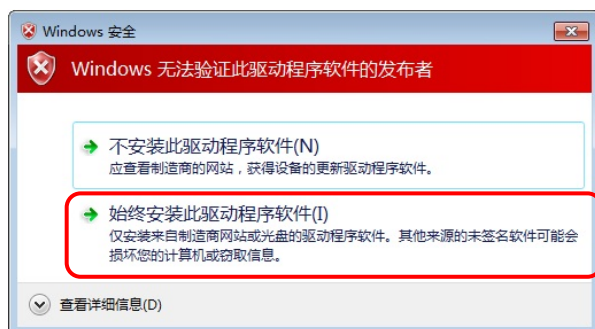 Windows 安全
Windows 无法验证此驱动程序软件的发布者
不安装此驱动程序软件(N)
应查看制造商的网站，获得设备的更新驱动程序软件。
始终安装此驱动程序软件(I)
仅安装来自制造商网站或光盘的驱动程序软件。其他来源的未签名软件可能会
损坏您的计算机或窃取信息。
查看详细信息(D)